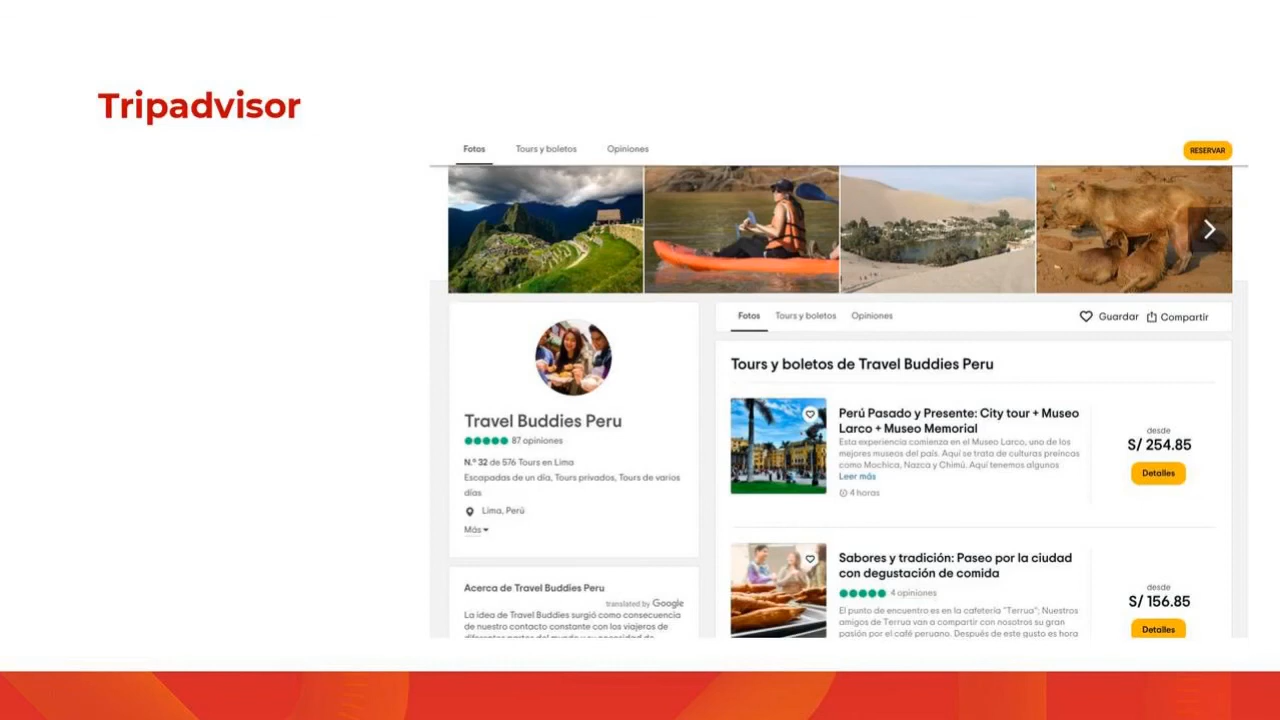 Tripadvisor
Fotos
Tours y boletos
Opiniones
RESERVAR
Travel Buddies Peru
87 opiniones
N.º 32 de 576 Tours en Lima
Escapadas de un día, Tours privados, Tours de varios
días
Lima, Perú
Más
Acerca de Travel Buddies Peru
translated by Google
La idea de Travel Buddies surgió como consecuencia
de nuestro contacto constante con los viajeros de
diferentes partes del mundo y su necesidad de
Fotos
Tours y boletos
Opiniones
Guardar
Compartir
Tours y boletos de Travel Buddies Peru
Perú Pasado y Presente: City tour + Museo
Larco + Museo Memorial
Esta experiencia comienza en el Museo Larco, uno de los
mejores museos del país. Aquí se trata de culturas preincas
como Mochica, Nazca y Chimú. Aquí tenemos algunos
Leer más
4 horas
desde
S/ 254.85
Detalles
Sabores y tradición: Paseo por la ciudad
con degustación de comida
4 opiniones
El punto de encuentro es en la cafetería "Terrua"; Nuestros
amigos de Terrua van a compartir con nosotros su gran
pasión por el café peruano. Después de este gusto es hora
desde
S/ 156.85
Detalles